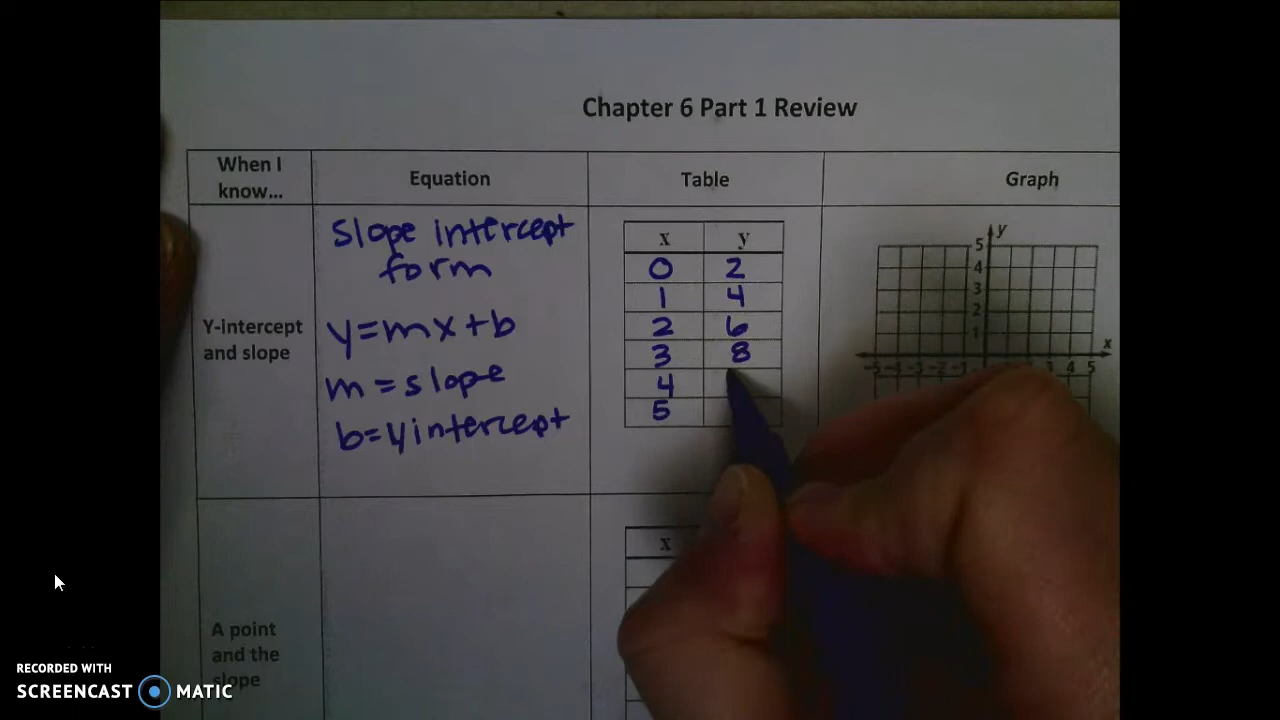 Chapter 6 Part 1 Review
When I
know...
Equation
Table
Graph
Y-intercept
and slope
Slope intercept
form
y=mx+b
m=slope
b=y intercept
x y
0 2
1 4
2 6
3 8
4
5
y
5
4
3
2
1
x
-5 -4 -3 -2 -1 3 4 5
A point
and the
slope
x
RECORDED WITH
SCREENCAST MATIC